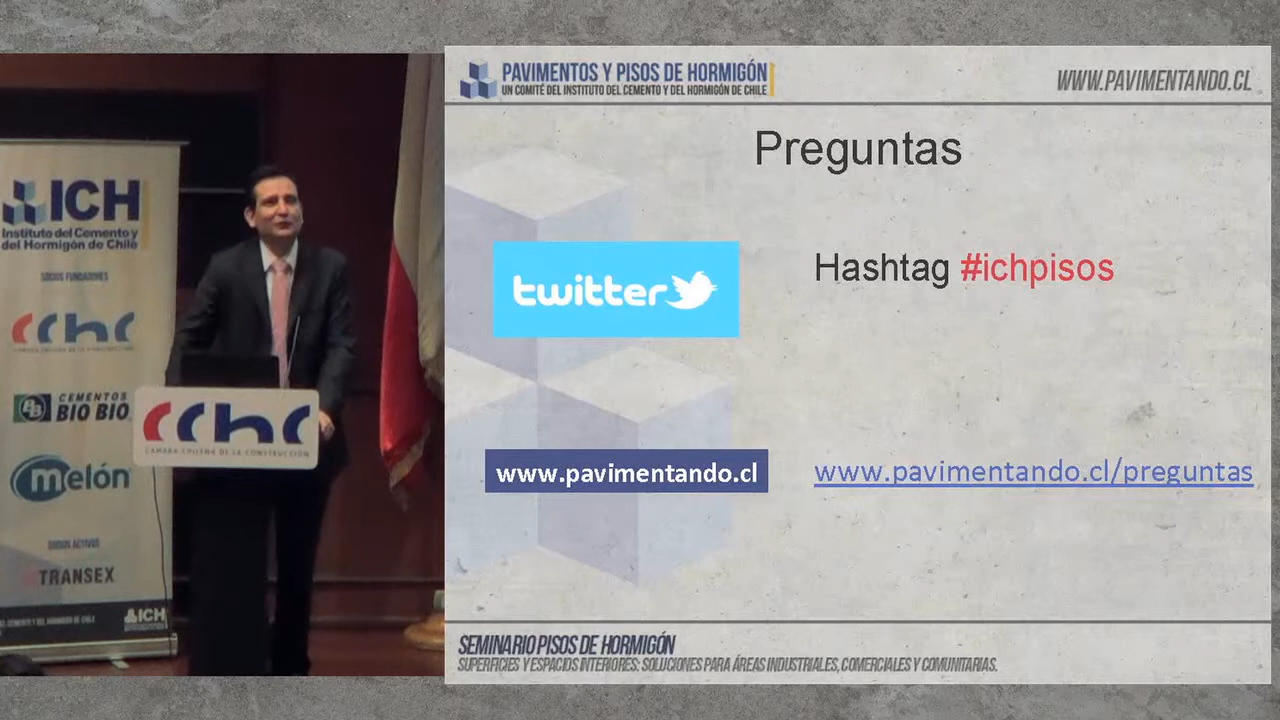 ICH
Instituto del Cemento y
del Hormigón de Chile
SOCIOS FUNDADORES
cchc
CÁMARA CHILENA DE LA CONSTRUCCIÓN
CEMENTOS
BIO BIO
melón
SOCIOS ACTIVOS
TRANSEX
ICH
cchc
CÁMARA CHILENA DE LA CONSTRUCCIÓN
PAVIMENTOS Y PISOS DE HORMIGÓN
UN COMITÉ DEL INSTITUTO DEL CEMENTO Y DEL HORMIGÓN DE CHILE
WWW.PAVIMENTANDO.CL
Preguntas
twitter
Hashtag #ichpisos
www.pavimentando.cl
www.pavimentando.cl/preguntas
SEMINARIO PISOS DE HORMIGÓN
SUPERFICIES Y ESPACIOS INTERIORES: SOLUCIONES PARA ÁREAS INDUSTRIALES, COMERCIALES Y COMUNITARIAS.